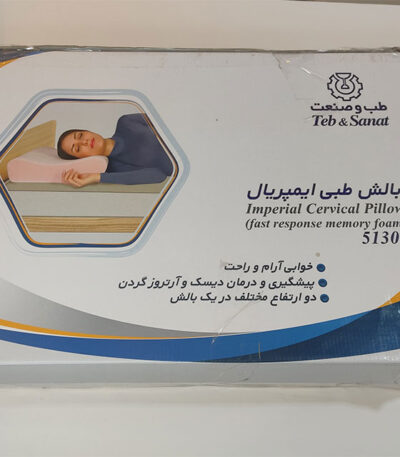 طب و صنعت
Teb & Sanat
بالش طبی ایمپریال
Imperial Cervical Pillow
(fast response memory foam
5130
خوابی آرام و راحت
پیشگیری و درمان دیسک و آرتروز گردن
دو ارتفاع مختلف در یک بالش